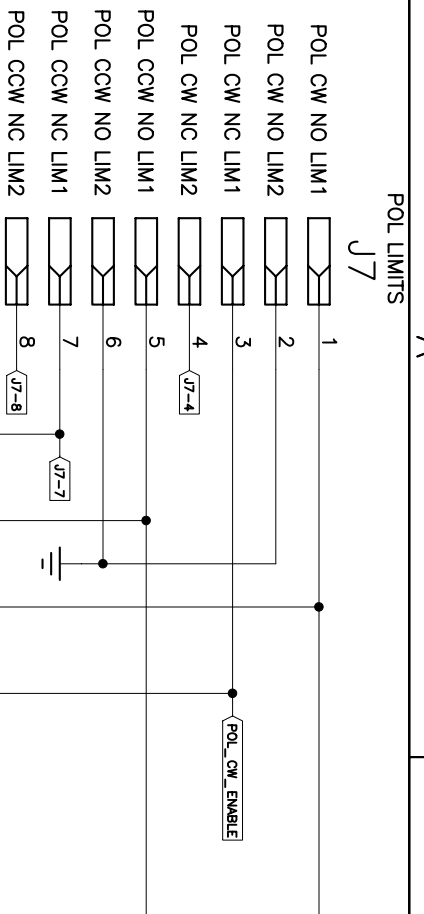 POL LIMITS
J7
POL CW NO LIM1
1
POL CW NO LIM2
2
POL CW NC LIM1
3
POL_CW_ENABLE
POL CW NC LIM2
4
J7-4
POL CCW NO LIM1
5
POL CCW NO LIM2
6
POL CCW NC LIM1
7
J7-7
POL CCW NC LIM2
8
J7-8